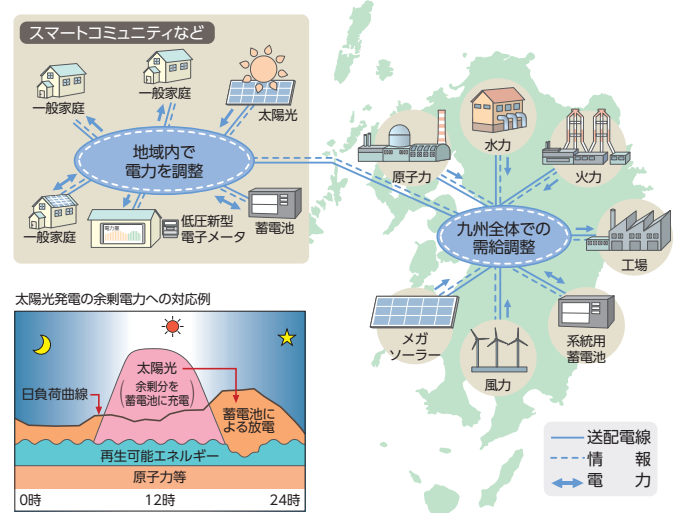 スマートコミュニティなど
一般家庭
一般家庭
太陽光
地域内で
電力を調整
一般家庭
電力量
低圧新型
電子メータ
蓄電池
原子力
水力
火力
九州全体での
需給調整
工場
メガ
ソーラー
風力
系統用
蓄電池
太陽光発電の余剰電力への対応例
日負荷曲線
太陽光
(余剰分を
蓄電池に充電)
蓄電池に
よる放電
再生可能エネルギー
原子力等
0時 12時 24時
送配電線
情報
電力